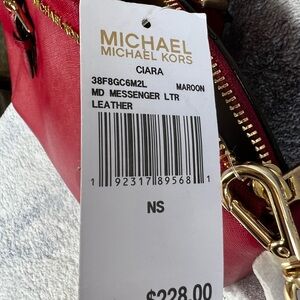 MICHAEL
MICHAEL KORS
CIARA
38F8GC6M2L MAROON
MD MESSENGER LTR
LEATHER
1 92317 89568 1
NS
$228.00